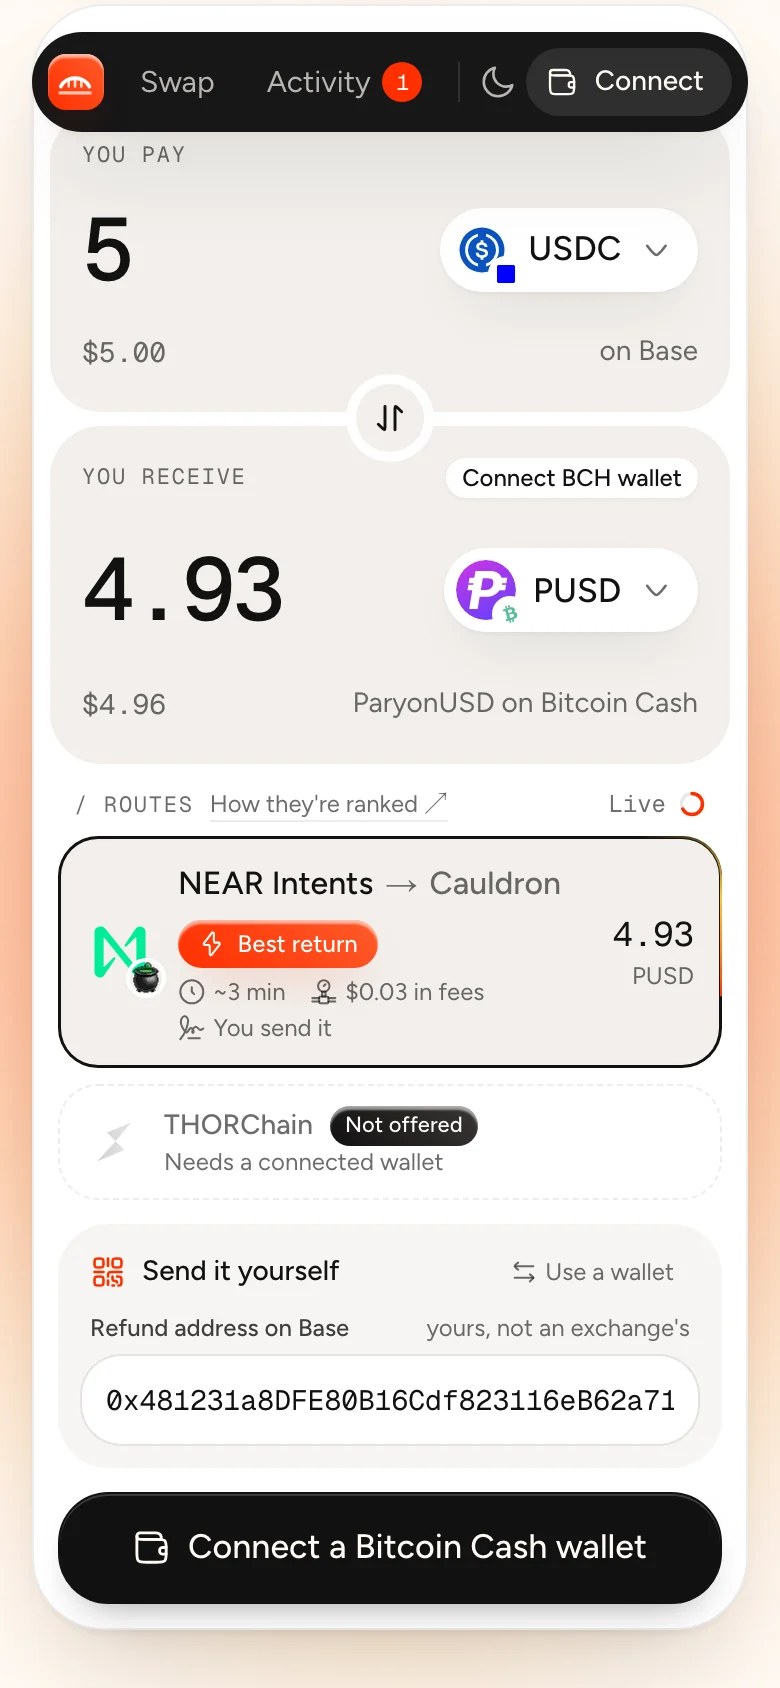 Swap Activity 1 Connect
YOU PAY
5 USDC
$5.00 on Base
YOU RECEIVE Connect BCH wallet
4.93 PUSD
$4.96 ParyonUSD on Bitcoin Cash
/ ROUTES How they're ranked ↗ Live
NEAR Intents → Cauldron
Best return
4.93
PUSD
~3 min $0.03 in fees
You send it
THORChain Not offered
Needs a connected wallet
Send it yourself Use a wallet
Refund address on Base yours, not an exchange's
0x481231a8DFE80B16Cdf823116eB62a71
Connect a Bitcoin Cash wallet